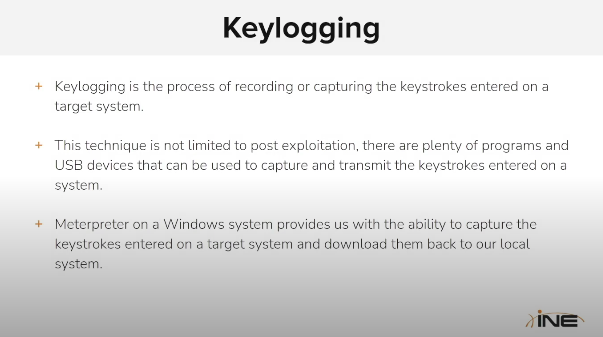 Keylogging
+ Keylogging is the process of recording or capturing the keystrokes entered on a
target system.
+ This technique is not limited to post exploitation, there are plenty of programs and
USB devices that can be used to capture and transmit the keystrokes entered on a
system.
+ Meterpreter on a Windows system provides us with the ability to capture the
keystrokes entered on a target system and download them back to our local
system.
INE